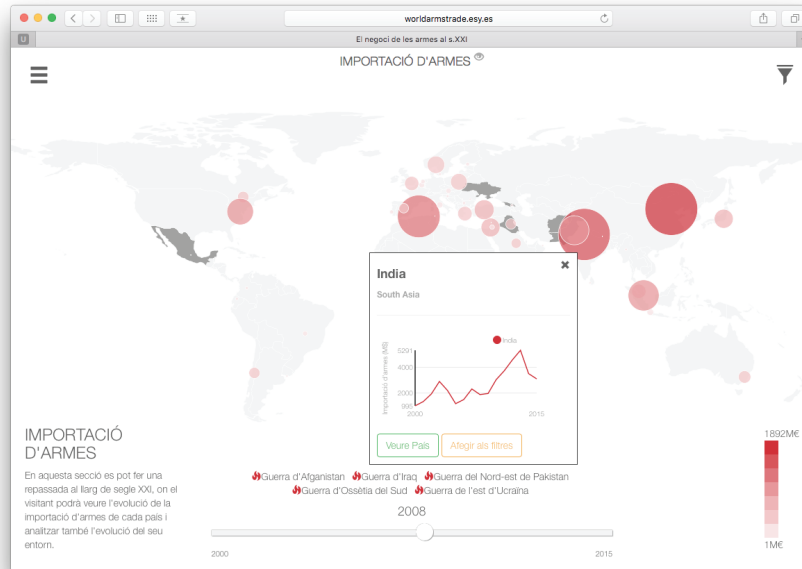 worldarmstrade.esy.es
U
El negoci de les armes al s.XXI
IMPORTACIÓ D'ARMES
India
South Asia
India
Importació d'armes (M$)
5291
4000
2000
995
2000
2015
Veure País
Afegir als filtres
IMPORTACIÓ
D'ARMES
En aquesta secció es pot fer una
repassada al llarg de segle XXI, on el
visitant podrà veure l'evolució de la
importació d'armes de cada país i
analitzar també l'evolució del seu
entorn.
Guerra d'Afganistan Guerra d'Iraq Guerra del Nord-est de Pakistan
Guerra d'Ossètia del Sud Guerra de l'est d'Ucraïna
2008
2000
2015
1892M€
1M€